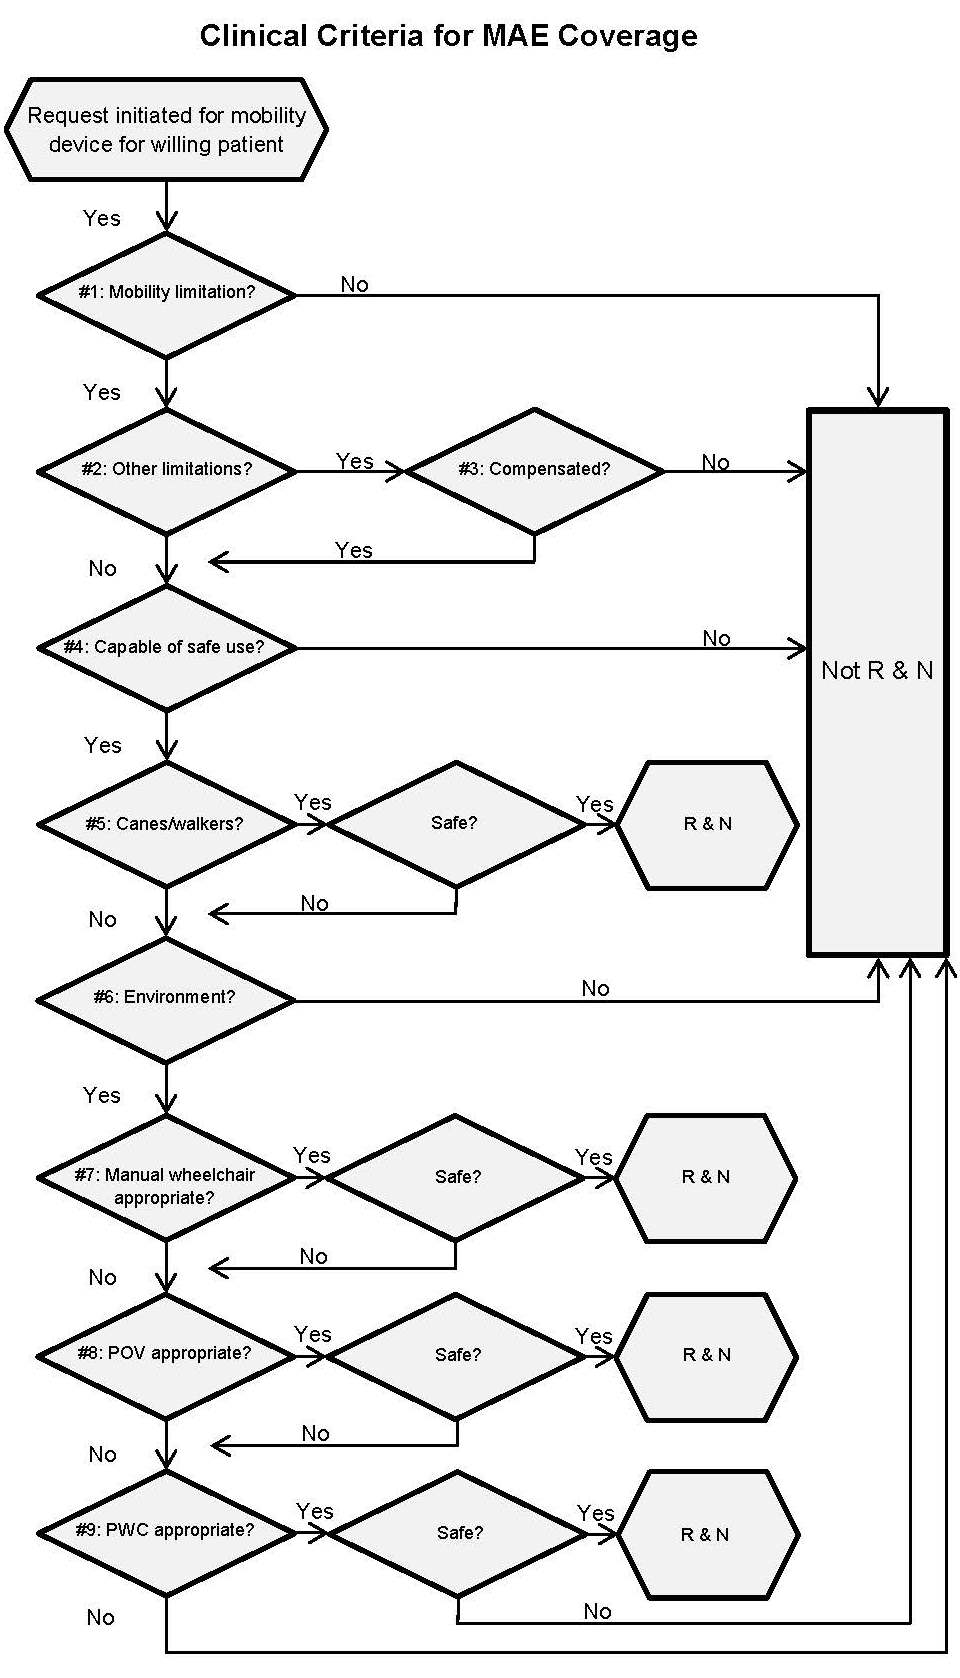 Clinical Criteria for MAE Coverage
Request initiated for mobility
device for willing patient
Yes
#1: Mobility limitation?
No
Yes
#2: Other limitations?
Yes
#3: Compensated?
No
Yes
No
#4: Capable of safe use?
No
Not R & N
Yes
#5: Canes/walkers?
Yes
Safe?
Yes
R & N
No
No
#6: Environment?
No
Yes
#7: Manual wheelchair
appropriate?
Yes
Safe?
Yes
R & N
No
No
#8: POV appropriate?
Yes
Safe?
Yes
R & N
No
No
#9: PWC appropriate?
Yes
Safe?
Yes
R & N
No
No